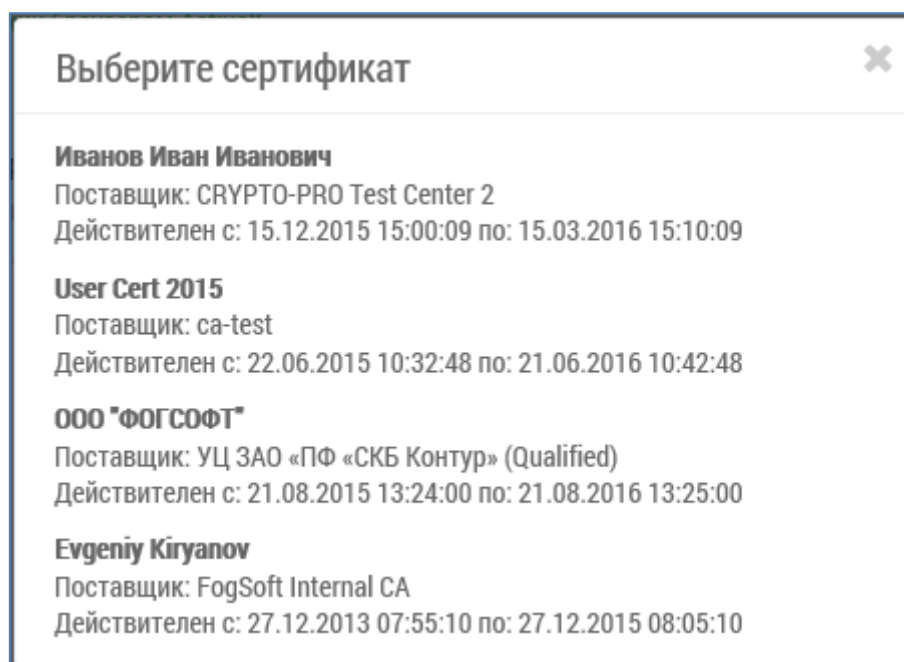 Выберите сертификат
Иванов Иван Иванович
Поставщик: CRYPTO-PRO Test Center 2
Действителен с: 15.12.2015 15:00:09 по: 15.03.2016 15:10:09
User Cert 2015
Поставщик: ca-test
Действителен с: 22.06.2015 10:32:48 по: 21.06.2016 10:42:48
ООО "ФОГСОФТ"
Поставщик: УЦ ЗАО «ПФ «СКБ Контур» (Qualified)
Действителен с: 21.08.2015 13:24:00 по: 21.08.2016 13:25:00
Evgeniy Kiryanov
Поставщик: FogSoft Internal CA
Действителен с: 27.12.2013 07:55:10 по: 27.12.2015 08:05:10